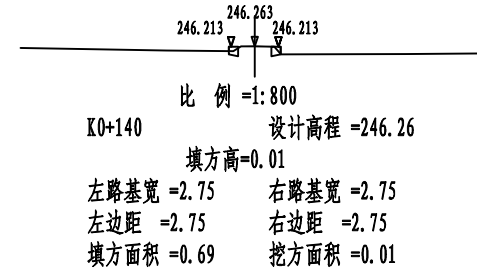 246.263
246.213 246.213
比 例 =1:800
K0+140 设计高程 =246.26
填方高=0.01
左路基宽 =2.75 右路基宽 =2.75
左边距 =2.75 右边距 =2.75
填方面积 =0.69 挖方面积 =0.01